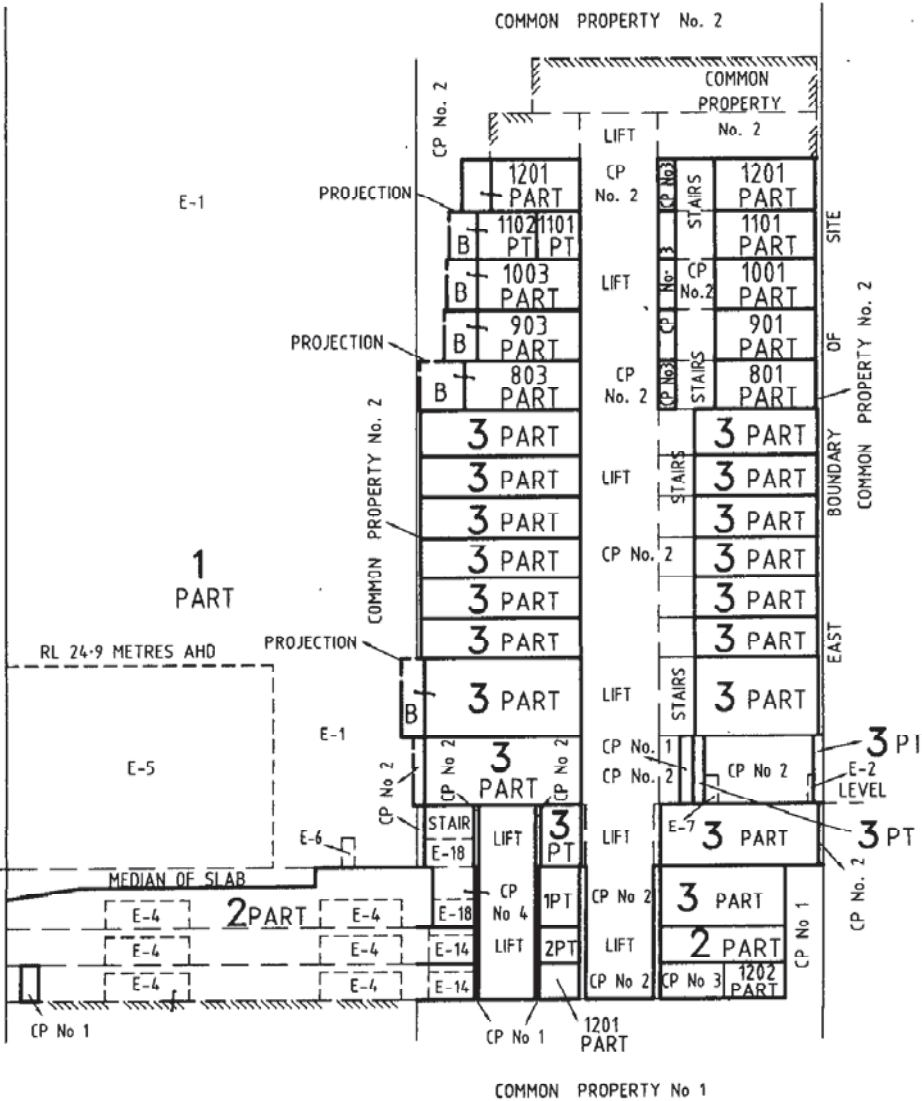 COMMON PROPERTY No. 2
COMMON
PROPERTY
No. 2
CP No. 2
LIFT
E-1
PROJECTION
1201
PART
CP
No. 2
CP No3
STAIRS
1201
PART
B
1102
PT
1101
PT
1101
PART
SITE
B
1003
PART
LIFT
CP No. 3
CP
No.2
1001
PART
PROJECTION
B
903
PART
STAIRS
901
PART
OF
B
803
PART
CP
No. 2
CP No3
801
PART
COMMON PROPERTY No. 2
COMMON PROPERTY No. 2
3 PART
3 PART
3 PART
LIFT
STAIRS
3 PART
BOUNDARY
3 PART
3 PART
1
PART
3 PART
CP No. 2
3 PART
3 PART
3 PART
3 PART
3 PART
RL 24·9 METRES AHD
PROJECTION
EAST
B
3 PART
LIFT
STAIRS
3 PART
E-5
E-1
CP No 2
CP No 2
3
PART
CP No 2
CP No. 1
CP No. 2
CP No 2
3 PT
E-2
LEVEL
E-7
E-6
STAIR
E-18
LIFT
3
PT
LIFT
3 PART
3 PT
CP No. 2
MEDIAN OF SLAB
2 PART
E-4
E-4
E-18
CP
No 4
1PT
CP No 2
3 PART
CP No 1
E-4
E-4
E-14
LIFT
2PT
LIFT
2 PART
E-4
E-4
E-14
CP No 2
CP No 3
1202
PART
CP No 1
CP No 1
1201
PART
COMMON PROPERTY No 1